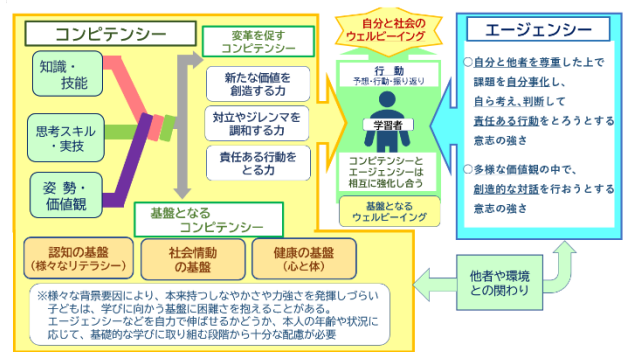 コンピテンシー
知識・
技能
思考スキル
・実技
姿 勢・
価値観
変革を促す
コンピテンシー
新たな価値を
創造する力
対立やジレンマを
調和する力
責任ある行動を
とる力
基盤となる
コンピテンシー
認知の基盤
(様々なリテラシー)
社会情動
の基盤
健康の基盤
(心と体)
※様々な背景要因により、本来持つしなやかさや力強さを発揮しづらい
子どもは、学びに向かう基盤に困難さを抱えることがある。
エージェンシーなどを自力で伸ばせるかどうか、本人の年齢や状況に
応じて、基礎的な学びに取り組む段階から十分な配慮が必要
自分と社会の
ウェルビーイング
行 動
予想・行動・振り返り
学習者
コンピテンシーと
エージェンシーは
相互に強化し合う
基盤となる
ウェルビーイング
エージェンシー
○自分と他者を尊重した上で
課題を自分事化し、
自ら考え、判断して
責任ある行動をとろうとする
意志の強さ
○多様な価値観の中で、
創造的な対話を行おうとする
意志の強さ
他者や環境
との関わり